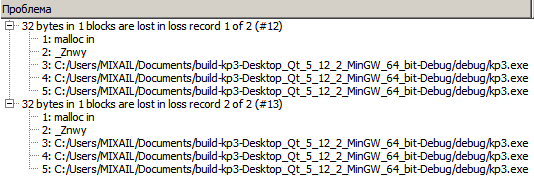 Проблема
32 bytes in 1 blocks are lost in loss record 1 of 2 (#12)
1: malloc in
2: _Znwy
3: C:/Users/MIXAIL/Documents/build-kp3-Desktop_Qt_5_12_2_MinGW_64_bit-Debug/debug/kp3.exe
4: C:/Users/MIXAIL/Documents/build-kp3-Desktop_Qt_5_12_2_MinGW_64_bit-Debug/debug/kp3.exe
5: C:/Users/MIXAIL/Documents/build-kp3-Desktop_Qt_5_12_2_MinGW_64_bit-Debug/debug/kp3.exe
32 bytes in 1 blocks are lost in loss record 2 of 2 (#13)
1: malloc in
2: _Znwy
3: C:/Users/MIXAIL/Documents/build-kp3-Desktop_Qt_5_12_2_MinGW_64_bit-Debug/debug/kp3.exe
4: C:/Users/MIXAIL/Documents/build-kp3-Desktop_Qt_5_12_2_MinGW_64_bit-Debug/debug/kp3.exe
5: C:/Users/MIXAIL/Documents/build-kp3-Desktop_Qt_5_12_2_MinGW_64_bit-Debug/debug/kp3.exe